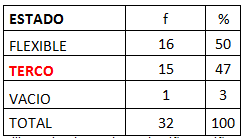 ESTADO f %
FLEXIBLE 16 50
TERCO 15 47
VACIO 1 3
TOTAL 32 100